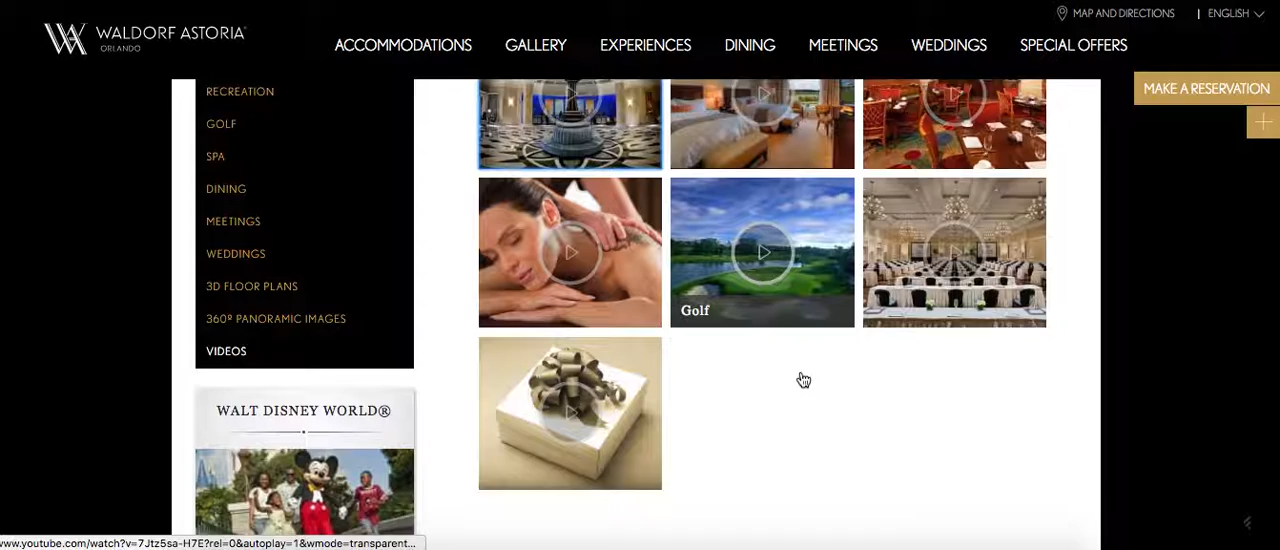 WALDORF ASTORIA
ORLANDO
MAP AND DIRECTIONS
| ENGLISH
ACCOMMODATIONS
GALLERY
EXPERIENCES
DINING
MEETINGS
WEDDINGS
SPECIAL OFFERS
MAKE A RESERVATION
RECREATION
GOLF
SPA
DINING
MEETINGS
WEDDINGS
3D FLOOR PLANS
360º PANORAMIC IMAGES
VIDEOS
Golf
WALT DISNEY WORLD®
www.youtube.com/watch?v=7Jtz5sa-H7E?rel=0&autoplay=1&wmode=transparent...